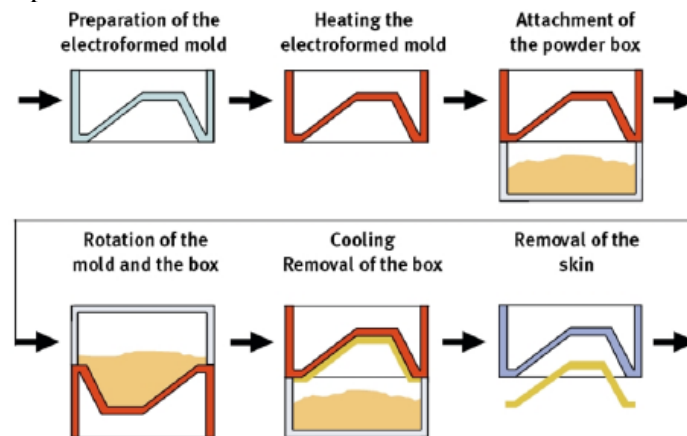 Preparation of the
electroformed mold
Heating the
electroformed mold
Attachment of
the powder box
Rotation of the
mold and the box
Cooling
Removal of the box
Removal of the
skin